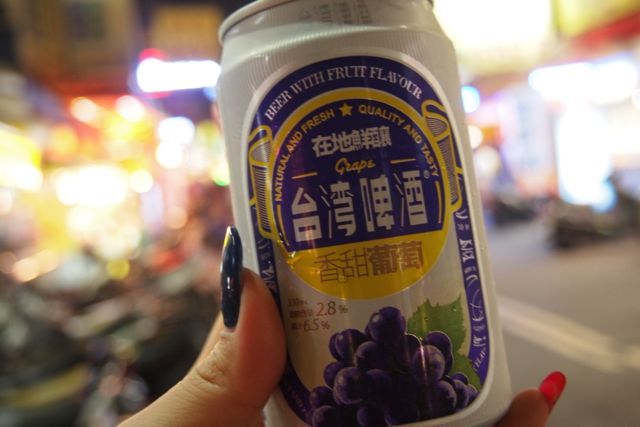 BEER WITH FRUIT FLAVOUR
NATURAL AND FRESH ★ QUALITY AND TASTY
在地鮮釀
Grape
台湾啤酒®
香甜葡萄
2.8%
6.5%